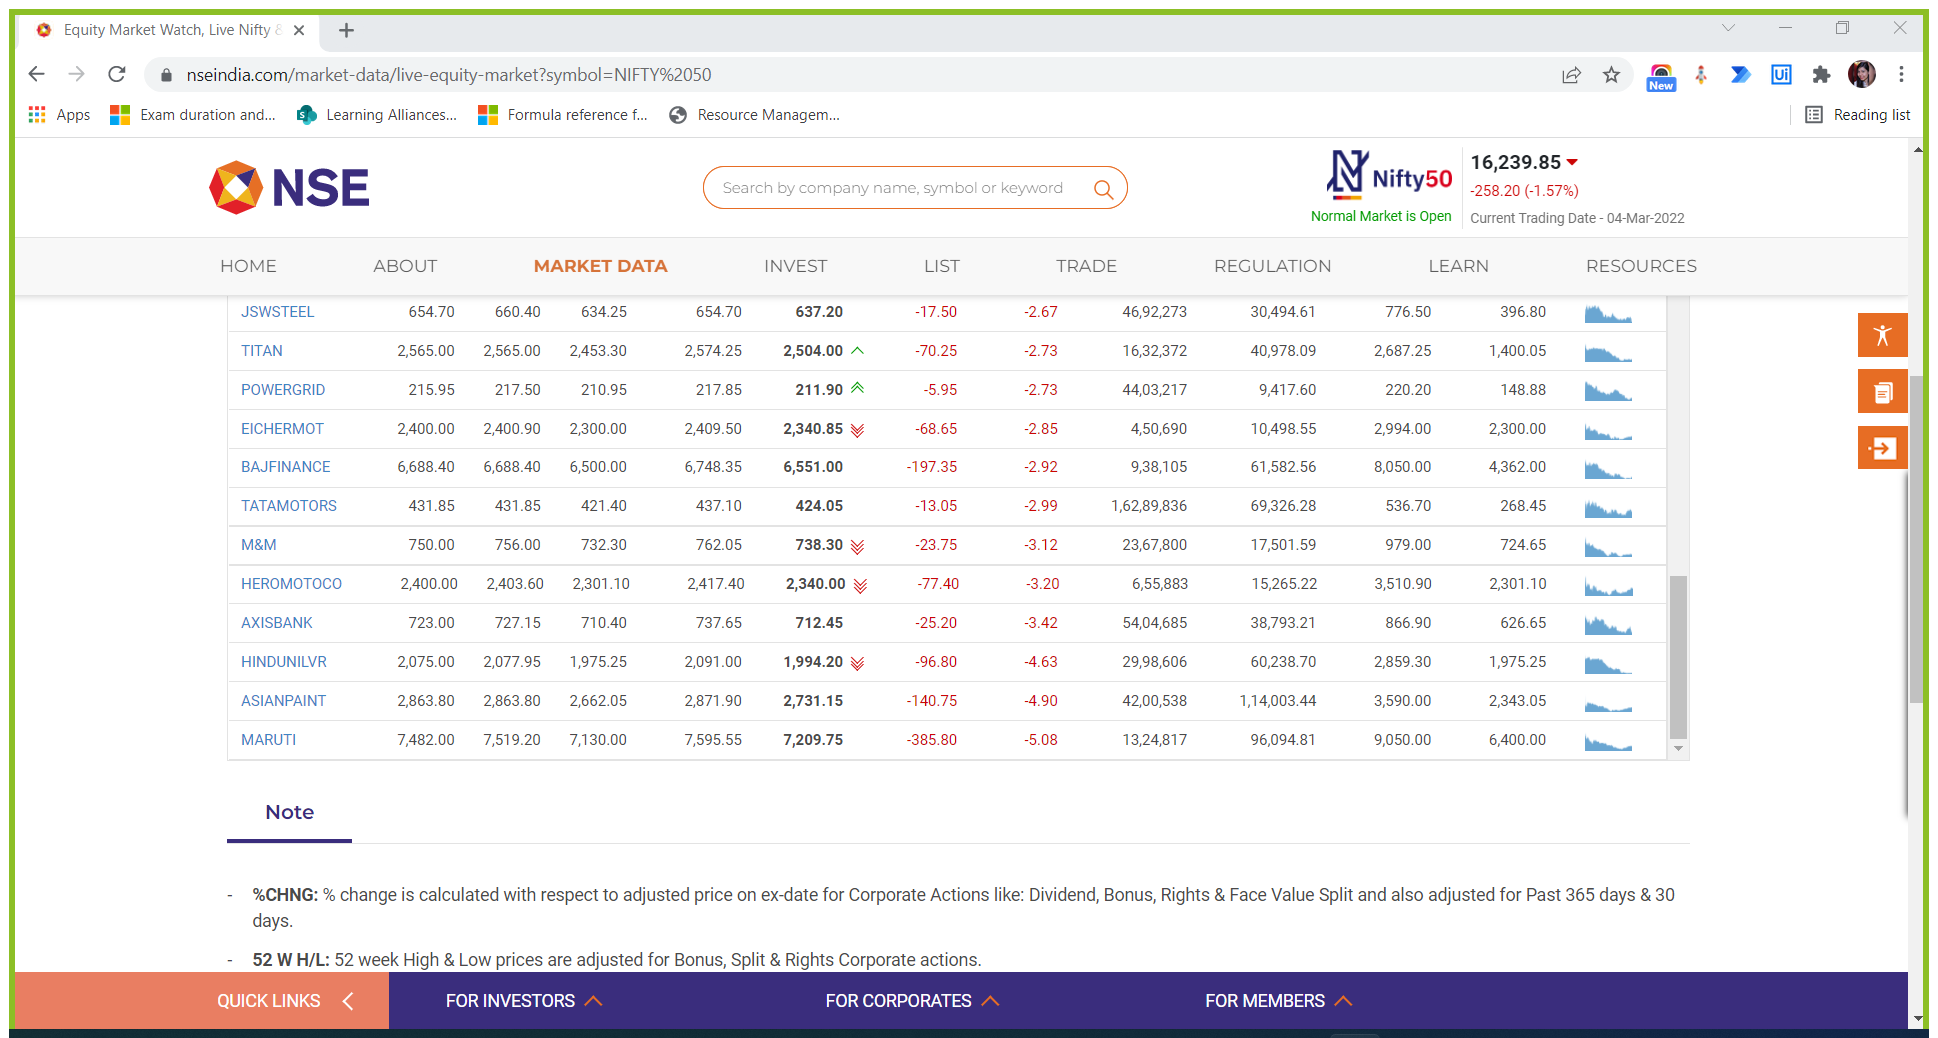 Equity Market Watch, Live Nifty &
nseindia.com/market-data/live-equity-market?symbol=NIFTY%2050
New
Ui
Apps
Exam duration and...
S
Learning Alliances...
Formula reference f...
Resource Managem...
Reading list
NSE
Search by company name, symbol or keyword
Nifty50
Normal Market is Open
16,239.85
-258.20 (-1.57%)
Current Trading Date - 04-Mar-2022
HOME ABOUT MARKET DATA INVEST LIST TRADE REGULATION LEARN RESOURCES
JSWSTEEL 654.70 660.40 634.25 654.70 637.20 -17.50 -2.67 46,92,273 30,494.61 776.50 396.80
TITAN 2,565.00 2,565.00 2,453.30 2,574.25 2,504.00 -70.25 -2.73 16,32,372 40,978.09 2,687.25 1,400.05
POWERGRID 215.95 217.50 210.95 217.85 211.90 -5.95 -2.73 44,03,217 9,417.60 220.20 148.88
EICHERMOT 2,400.00 2,400.90 2,300.00 2,409.50 2,340.85 -68.65 -2.85 4,50,690 10,498.55 2,994.00 2,300.00
BAJFINANCE 6,688.40 6,688.40 6,500.00 6,748.35 6,551.00 -197.35 -2.92 9,38,105 61,582.56 8,050.00 4,362.00
TATAMOTORS 431.85 431.85 421.40 437.10 424.05 -13.05 -2.99 1,62,89,836 69,326.28 536.70 268.45
M&M 750.00 756.00 732.30 762.05 738.30 -23.75 -3.12 23,67,800 17,501.59 979.00 724.65
HEROMOTOCO 2,400.00 2,403.60 2,301.10 2,417.40 2,340.00 -77.40 -3.20 6,55,883 15,265.22 3,510.90 2,301.10
AXISBANK 723.00 727.15 710.40 737.65 712.45 -25.20 -3.42 54,04,685 38,793.21 866.90 626.65
HINDUNILVR 2,075.00 2,077.95 1,975.25 2,091.00 1,994.20 -96.80 -4.63 29,98,606 60,238.70 2,859.30 1,975.25
ASIANPAINT 2,863.80 2,863.80 2,662.05 2,871.90 2,731.15 -140.75 -4.90 42,00,538 1,14,003.44 3,590.00 2,343.05
MARUTI 7,482.00 7,519.20 7,130.00 7,595.55 7,209.75 -385.80 -5.08 13,24,817 96,094.81 9,050.00 6,400.00
Note
- %CHNG: % change is calculated with respect to adjusted price on ex-date for Corporate Actions like: Dividend, Bonus, Rights & Face Value Split and also adjusted for Past 365 days & 30
days.
- 52 W H/L: 52 week High & Low prices are adjusted for Bonus, Split & Rights Corporate actions.
QUICK LINKS FOR INVESTORS FOR CORPORATES FOR MEMBERS